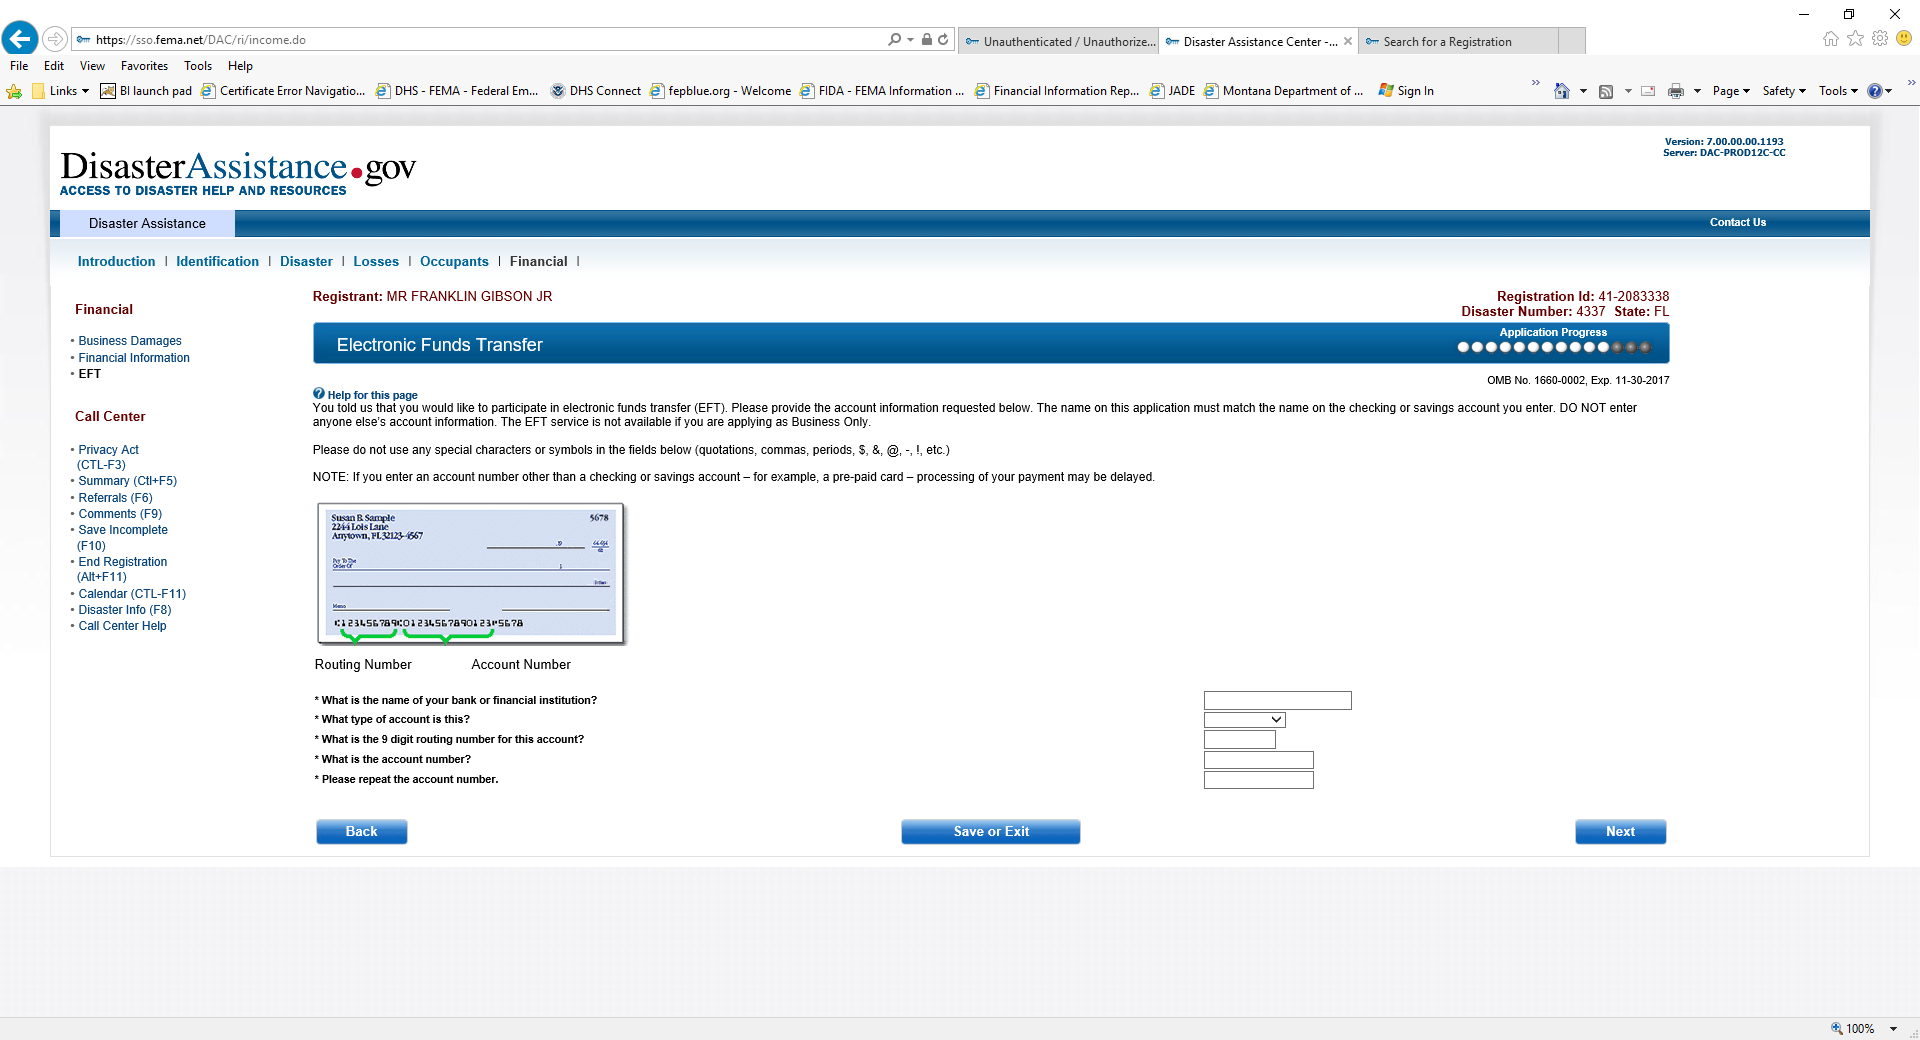 https://sso.fema.net/DAC/ri/income.do
Unauthenticated / Unauthorize...
Disaster Assistance Center -...
Search for a Registration
File Edit View Favorites Tools Help
Links
BI launch pad
Certificate Error Navigatio...
DHS - FEMA - Federal Em...
DHS Connect
fepblue.org - Welcome
FIDA - FEMA Information ...
Financial Information Rep...
JADE
Montana Department of ...
Sign In
Page
Safety
Tools
Version: 7.00.00.00.1193
Server: DAC-PROD12C-CC
DisasterAssistance.gov
ACCESS TO DISASTER HELP AND RESOURCES
Disaster Assistance
Contact Us
Introduction | Identification | Disaster | Losses | Occupants | Financial |
Financial
• Business Damages
• Financial Information
• EFT
Call Center
• Privacy Act
(CTL-F3)
• Summary (Ctl+F5)
• Referrals (F6)
• Comments (F9)
• Save Incomplete
(F10)
• End Registration
(Alt+F11)
• Calendar (CTL-F11)
• Disaster Info (F8)
• Call Center Help
Registrant: MR FRANKLIN GIBSON JR
Registration Id: 41-2083338
Disaster Number: 4337 State: FL
Electronic Funds Transfer
Application Progress
OMB No. 1660-0002, Exp. 11-30-2017
Help for this page
You told us that you would like to participate in electronic funds transfer (EFT). Please provide the account information requested below. The name on this application must match the name on the checking or savings account you enter. DO NOT enter
anyone else's account information. The EFT service is not available if you are applying as Business Only.
Please do not use any special characters or symbols in the fields below (quotations, commas, periods, $, &, @, -, !, etc.)
NOTE: If you enter an account number other than a checking or savings account – for example, a pre-paid card – processing of your payment may be delayed.
Susan B. Sample
2244 Lois Lane
Anytown, FL 32123-4567
5678
Pay To The
Order Of
Memo
123456789 01234567890123 5678
Routing Number
Account Number
* What is the name of your bank or financial institution?
* What type of account is this?
* What is the 9 digit routing number for this account?
* What is the account number?
* Please repeat the account number.
Back
Save or Exit
Next
100%